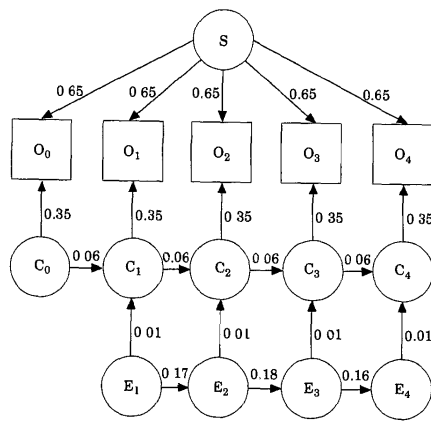 S
0 65 0.65 0.65 0.65 0.65
O₀ O₁ O₂ O₃ O₄
0.35 0.35 0 35 0 35 0 35
C₀ 0 06 C₁ 0.06 C₂ 0 06 C₃ 0 06 C₄
0 01 0 01 0 01 0.01
E₁ 0 17 E₂ 0.18 E₃ 0.16 E₄